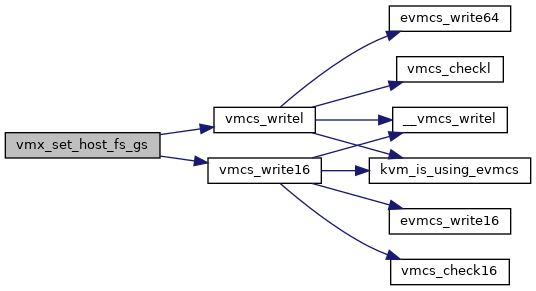 evmcs_write64
vmcs_checkl
vmcs_writel
__vmcs_writel
vmx_set_host_fs_gs
vmcs_write16
kvm_is_using_evmcs
evmcs_write16
vmcs_check16